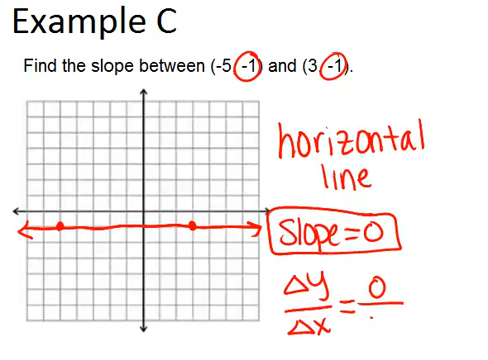 Example C
Find the slope between (-5, -1) and (3, -1).
horizontal
line
Slope = 0
Δy/Δx = 0/